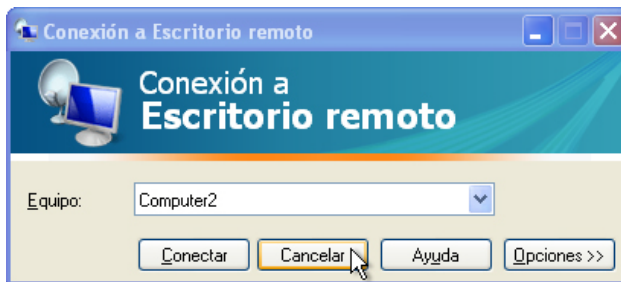 Conexión a Escritorio remoto
Conexión a
Escritorio remoto
Equipo: Computer2
Conectar Cancelar Ayuda Opciones >>